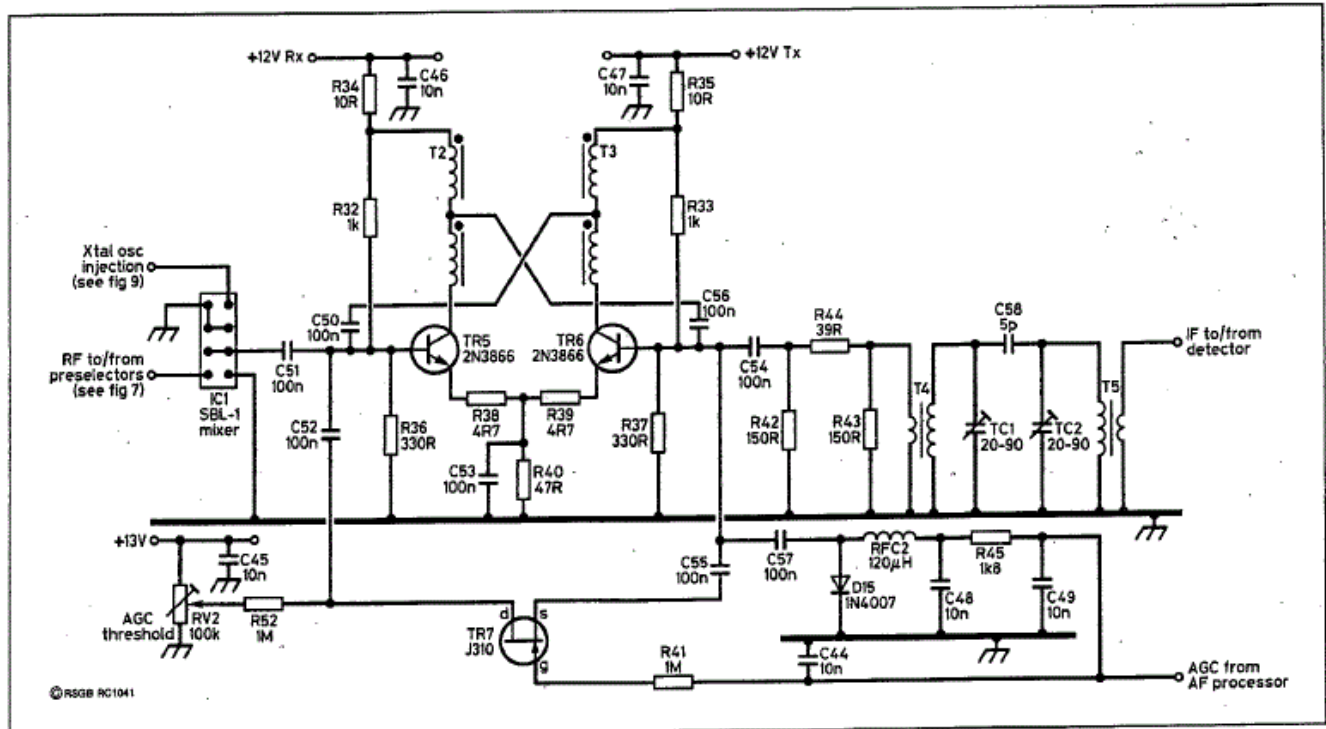 +12V Rx
C46
10n
R34
10R
C47
10n
+12V Tx
R35
10R
T2
T3
R32
1k
R33
1k
Xtal osc
injection
(see fig 9)
RF to/from
preselectors
(see fig 7)
IC1
SBL-1
mixer
C50
100n
C51
100n
TR5
2N3866
TR6
2N3866
C56
100n
C54
100n
R44
39R
C58
5p
IF to/from
detector
T4
T5
C52
100n
R36
330R
R38
4R7
R39
4R7
R37
330R
R42
150R
R43
150R
TC1
20-90
TC2
20-90
C53
100n
R40
47R
+13V
C45
10n
AGC
threshold
RV2
100k
R52
1M
C55
100n
C57
100n
RFC2
120μH
R45
1k8
D15
1N4007
C48
10n
C49
10n
d
s
g
TR7
J310
R41
1M
C44
10n
AGC from
AF processor
©RSGB RC1041